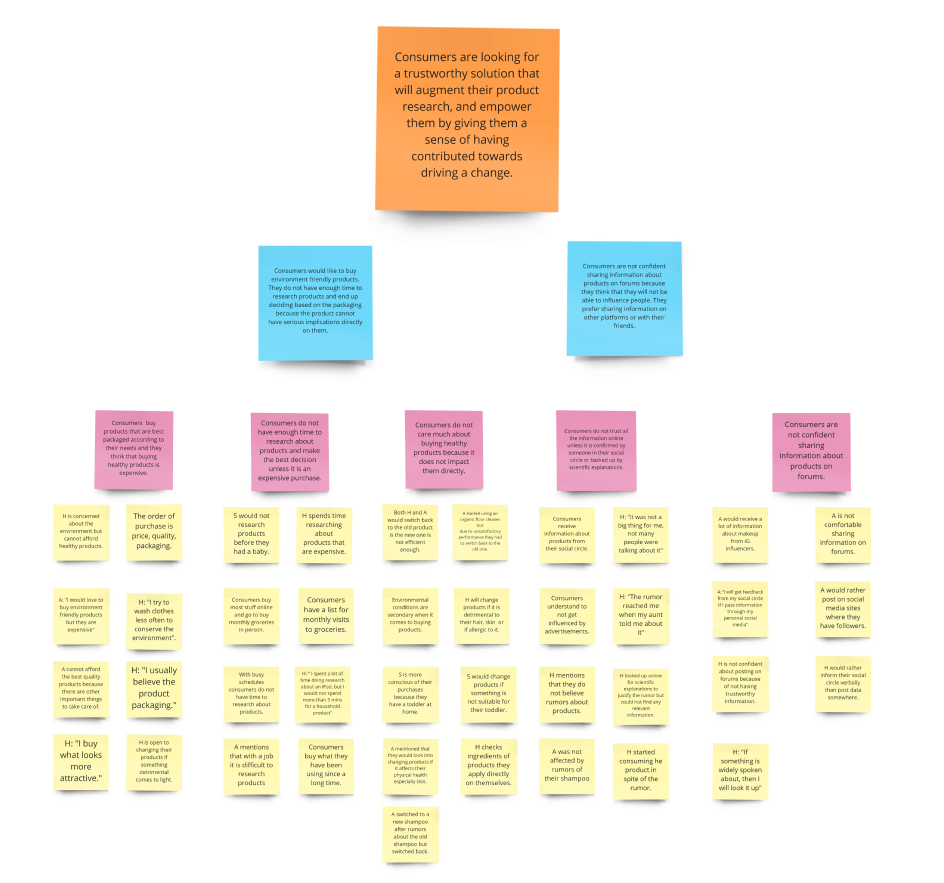 Consumers are looking for
a trustworthy solution that
will augment their product
research, and empower
them by giving them a
sense of having
contributed towards
driving a change.
Consumers would like to buy
environment friendly products.
They do not have enough time to
research products and end up
deciding based on the packaging
because the product cannot
have serious implications directly
on them.
Consumers are not confident
sharing information about
products on forums because
they think that they will not be
able to influence people. They
prefer sharing information on
other platforms or with their
friends.
Consumers buy
products that are best
packaged according to
their needs and they
think that buying
healthy products is
expensive.
Consumers do not
have enough time to
research about
products and make
the best decision
unless it is an
expensive purchase.
Consumers do not
care much about
buying healthy
products because it
does not impact
them directly.
Consumers do not trust all
the information online
unless it is confirmed by
someone in their social
circle or backed up by
scientific explanations.
Consumers are
not confident
sharing
information about
products on
forums.
H is concerned
about the
environment but
cannot afford
healthy products.
The order of
purchase is
price, quality,
packaging.
S would not
research
products
before they
had a baby.
H spends time
researching
about
products that
are expensive.
Both H and A
would switch back
to the old product
is the new one is
not efficient
enough.
A started using an
organic floor cleaner
but
due to unsatisfactory
performance they had
to switch back to the
old one.
Consumers
receive
information about
products from
their social circle.
H: "It was not a
big thing for me,
not many
people were
talking about it"
A would receive a
lot of information
about makeup
from IG
influencers.
A is not
comfortable
sharing
information on
forums.
A: "I would love to
buy environment
friendly products
but they are
expensive"
H: "I try to
wash clothes
less often to
conserve the
environment".
Consumers buy
most stuff online
and go to buy
monthly groceries
in person.
Consumers
have a list for
monthly visits
to groceries.
Environmental
conditions are
secondary when it
comes to buying
products.
H will change
products if it is
detrimental to
their hair, skin or
if allergic to it.
Consumers
understand to
not get
influenced by
advertisements.
H: "The rumor
reached me
when my aunt
told me about
it"
A:"I will get feedback
from my social circle
if I pass information
through my
personal social
media"
A would rather
post on social
media sites
where they
have followers.
A cannot afford
the best quality
products because
there are other
important things
to take care of.
H: "I usually
believe the
product
packaging."
With busy
schedules
consumers do not
have time to
research about
products.
H: "I spent a lot of
time doing research
about an iPod, but I
would not spend
more than 5 mins
for a household
product"
S is more
conscious of their
purchases
because they
have a toddler at
home.
S would change
products if
something is
not suitable for
their toddler.
H mentions
that they do
not believe
rumors about
products.
H looked up online
for scientific
explanations to
justify the rumor but
could not find any
relevant
information.
H is not confident
about posting on
forums because
of not having
trustworthy
information.
H would rather
inform their social
circle verbally
than post data
somewhere.
H: "I buy
what looks
more
attractive."
H is open to
changing their
products if
something
detrimental
comes to light.
A mentions
that with a job
it is difficult to
research
products
Consumers
buy what they
have been
using since a
long time.
A mentioned that
they would look into
changing products if
it affects their
physical health
especially skin.
H checks
ingredients of
products they
apply directly
on themselves.
A was not
affected by
rumors of
their shampoo
H started
consuming he
product in
spite of the
rumor.
H: "If
something is
widely spoken
about, then I
will look it up"
A switched to a
new shampoo
after rumors
about the old
shampoo but
switched back.